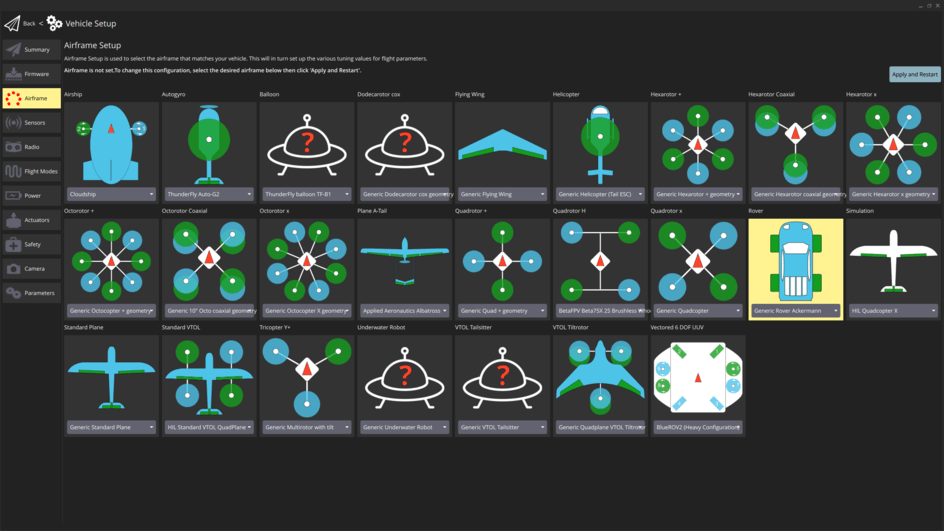 Back < Vehicle Setup
Summary
Firmware
Airframe
Sensors
Radio
Flight Modes
Power
Actuators
Safety
Camera
Parameters
Airframe Setup
Airframe Setup is used to select the airframe that matches your vehicle. This will in turn set up the various tuning values for flight parameters.
Airframe is not set.To change this configuration, select the desired airframe below then click 'Apply and Restart'.
Apply and Restart
Airship
Autogyro
Balloon
Dodecarotor cox
Flying Wing
Helicopter
Hexarotor +
Hexarotor Coaxial
Hexarotor x
?
?
Cloudship
ThunderFly Auto-G2
ThunderFly balloon TF-B1
Generic Dodecarotor cox geometry
Generic Flying Wing
Generic Helicopter (Tail ESC)
Generic Hexarotor + geometry
Generic Hexarotor coaxial geometry
Generic Hexarotor x geometry
Octorotor +
Octorotor Coaxial
Octorotor x
Plane A-Tail
Quadrotor +
Quadrotor H
Quadrotor x
Rover
Simulation
Generic Octocopter + geometry
Generic 10" Octo coaxial geometry
Generic Octocopter X geometry
Applied Aeronautics Albatross
Generic Quad + geometry
BetaFPV Beta75X 2S Brushless Whoo
Generic Quadcopter
Generic Rover Ackermann
HIL Quadcopter X
Standard Plane
Standard VTOL
Tricopter Y+
Underwater Robot
VTOL Tailsitter
VTOL Tiltrotor
Vectored 6 DOF UUV
?
?
Generic Standard Plane
HIL Standard VTOL QuadPlane
Generic Multirotor with tilt
Generic Underwater Robot
Generic VTOL Tailsitter
Generic Quadplane VTOL Tiltrotor
BlueROV2 (Heavy Configuration)